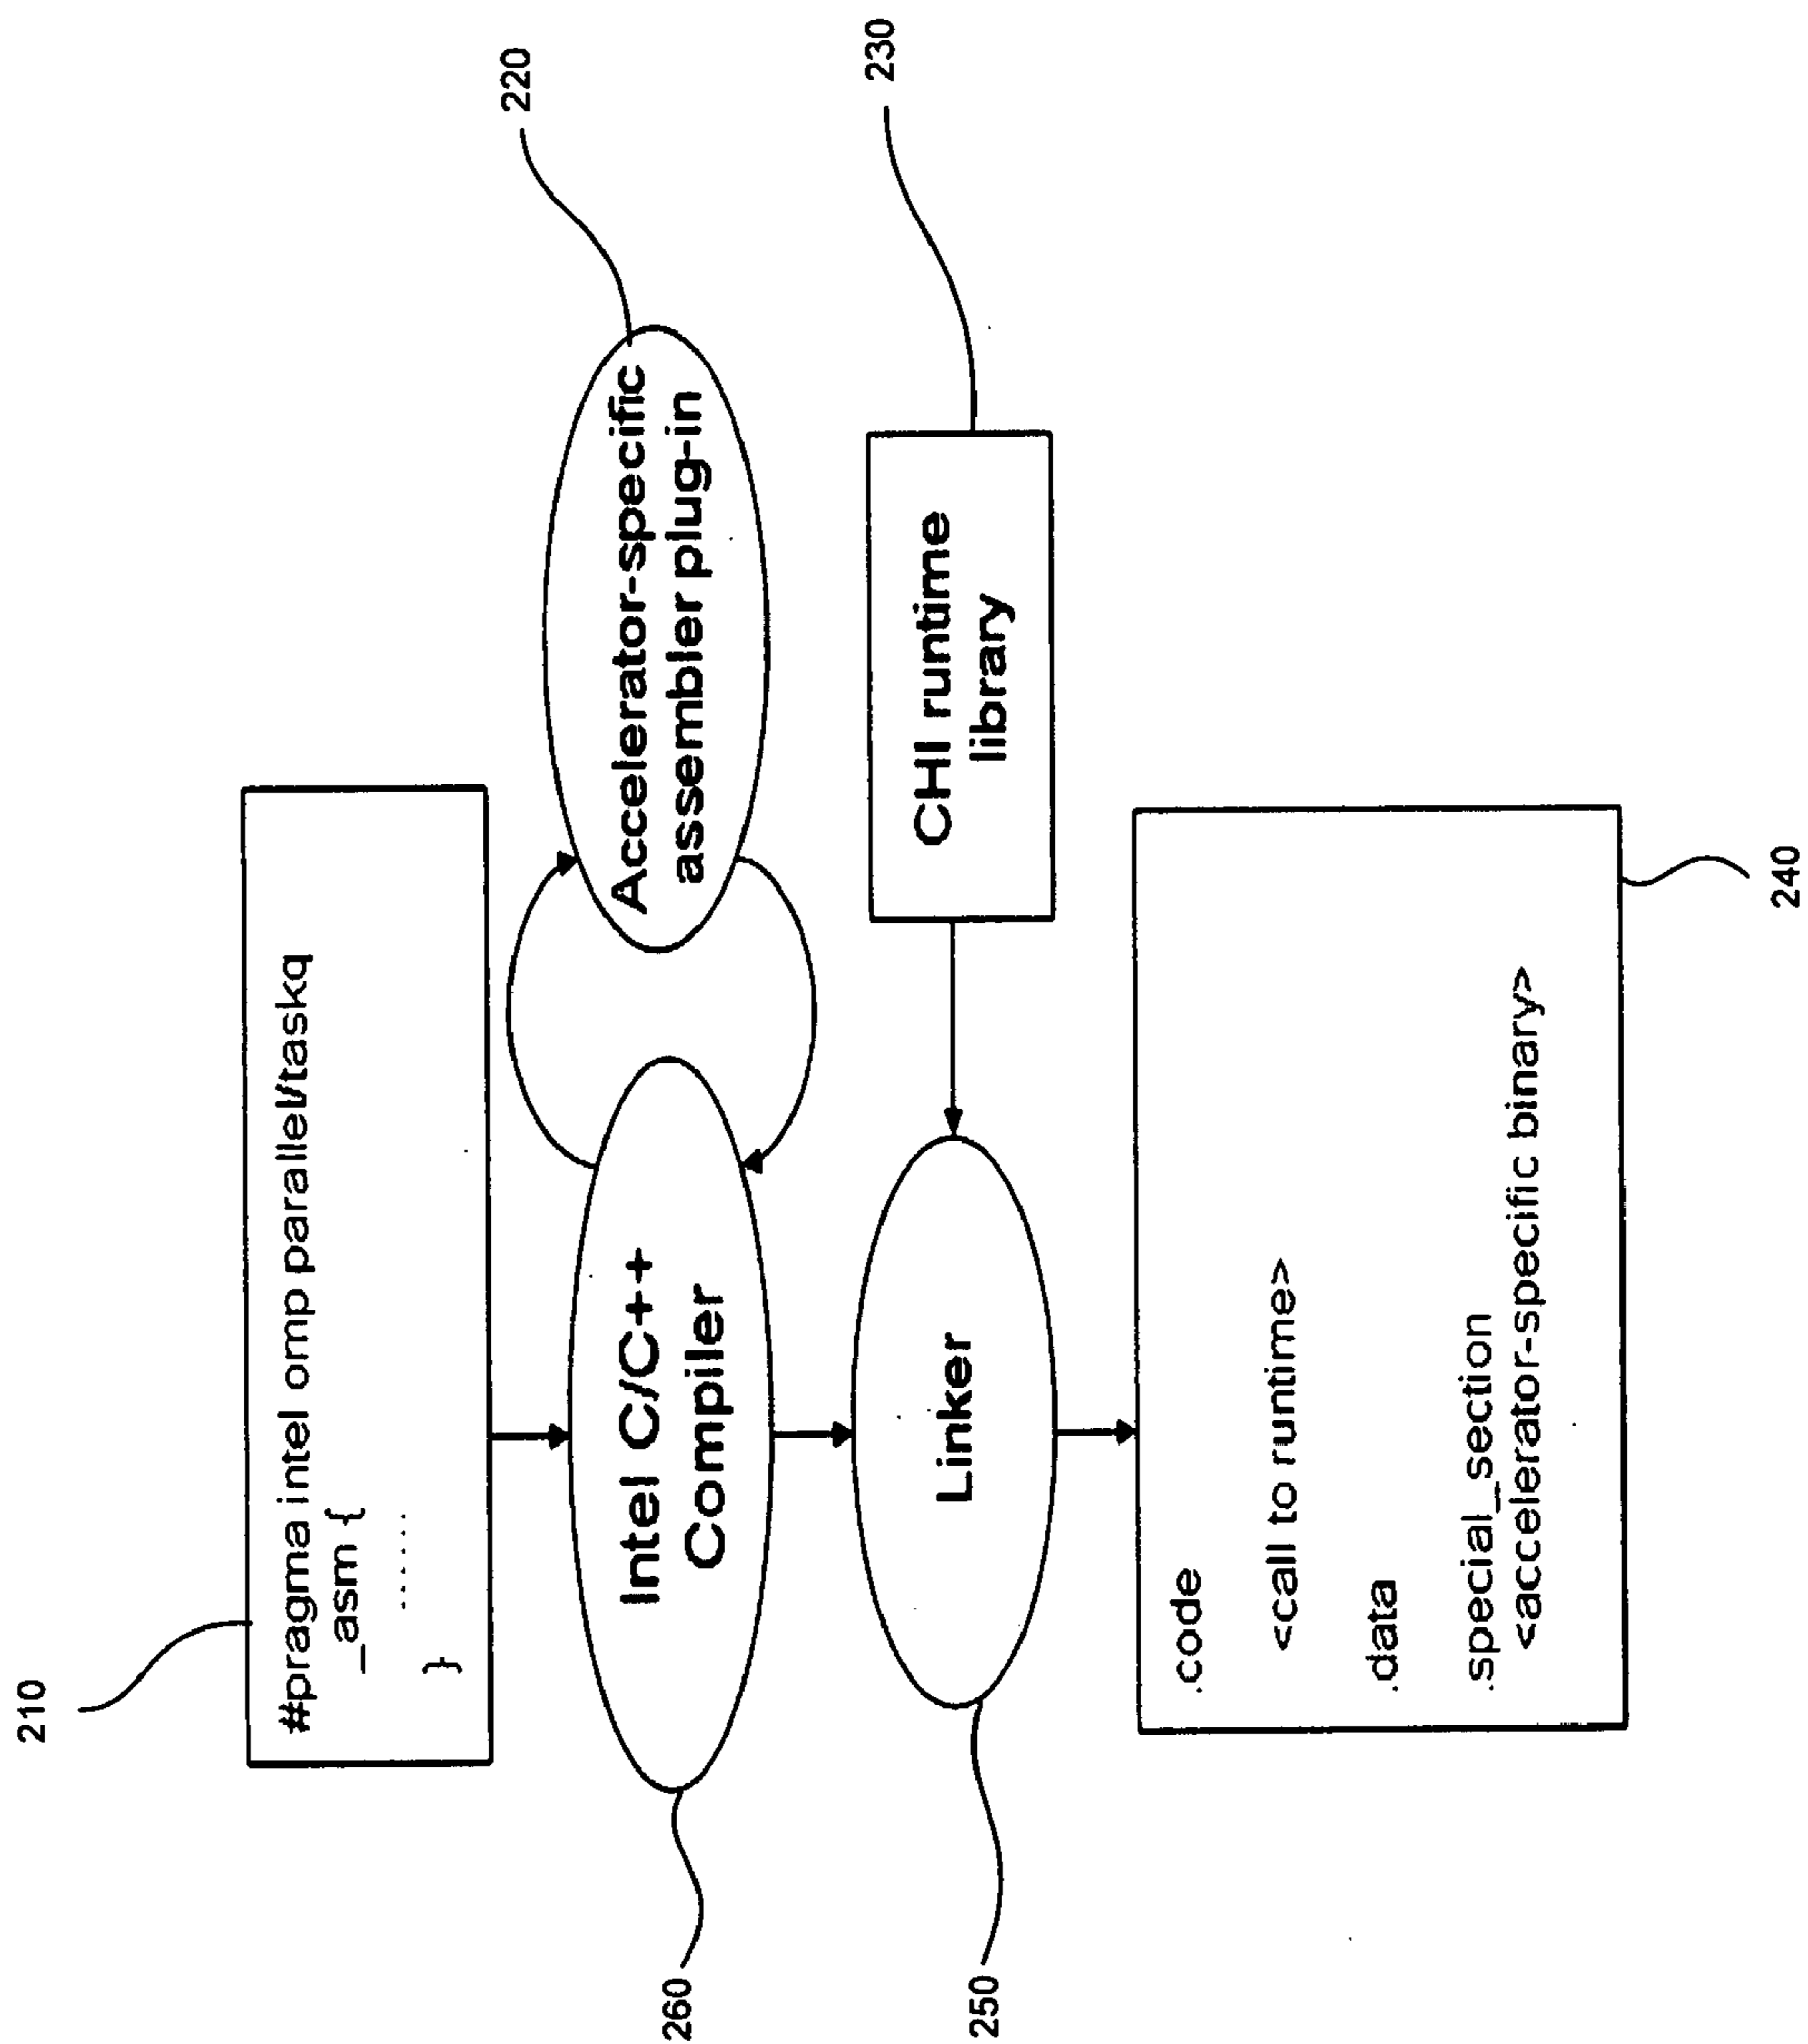 210
#pragma intel omp parallel/taskq
_asm {
......
}
220
Accelerator-specific
assembler plug-in
260
Intel C/C++
Compiler
230
CHI runtime
library
250
Linker
240
.code
<call to runtime>
.data
.special_section
<accelerator-specific binary>